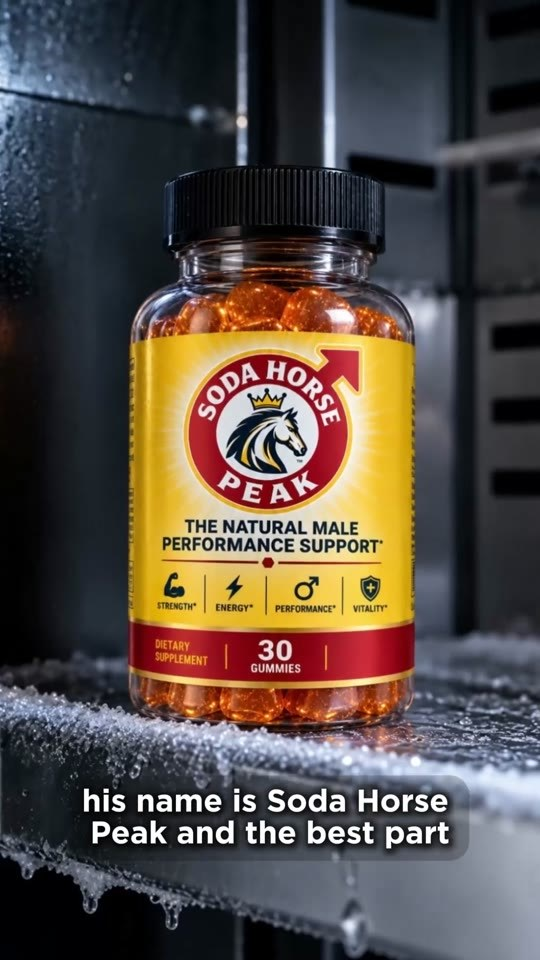 SODA HORSE
PEAK
™
THE NATURAL MALE
PERFORMANCE SUPPORT*
STRENGTH* ENERGY* PERFORMANCE* VITALITY*
DIETARY
SUPPLEMENT
30
GUMMIES
his name is Soda Horse
Peak and the best part